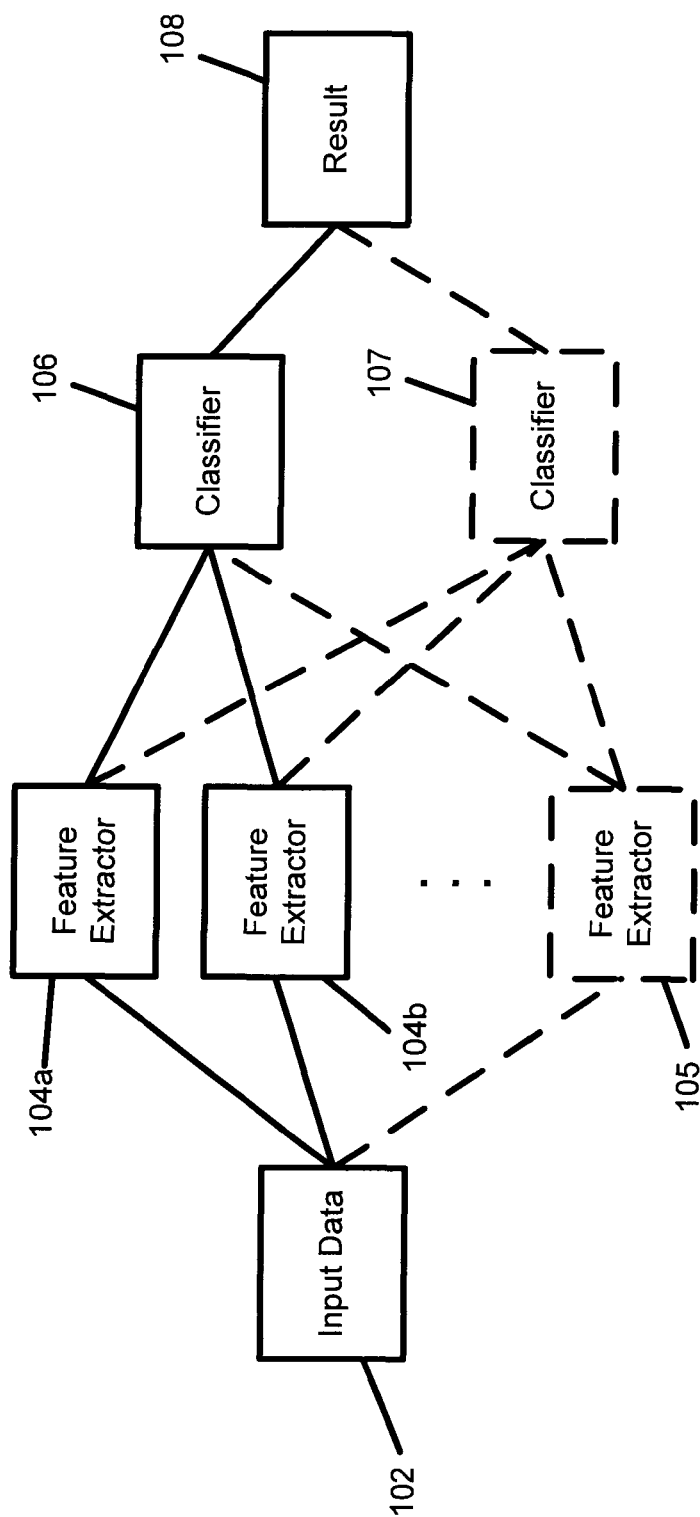 102
Input Data
104a
Feature
Extractor
104b
Feature
Extractor
. . .
105
Feature
Extractor
106
Classifier
107
Classifier
108
Result